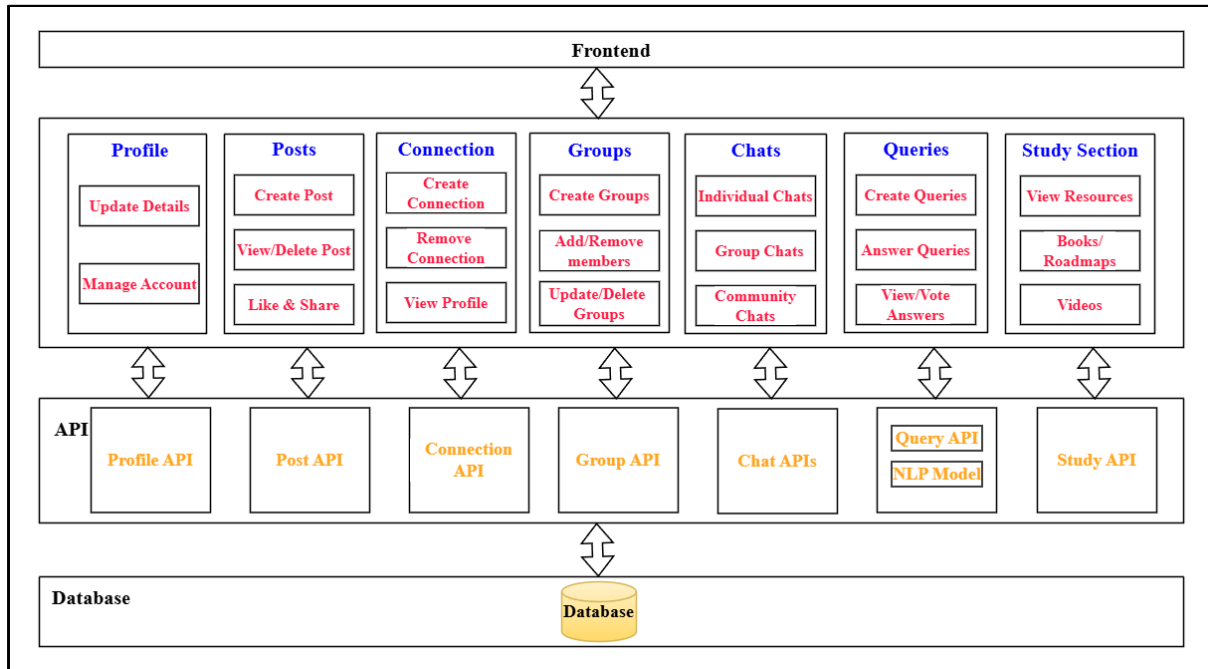 Frontend
Profile
Update Details
Manage Account
Posts
Create Post
View/Delete Post
Like & Share
Connection
Create
Connection
Remove
Connection
View Profile
Groups
Create Groups
Add/Remove
members
Update/Delete
Groups
Chats
Individual Chats
Group Chats
Community
Chats
Queries
Create Queries
Answer Queries
View/Vote
Answers
Study Section
View Resources
Books/
Roadmaps
Videos
API
Profile API
Post API
Connection
API
Group API
Chat APIs
Query API
NLP Model
Study API
Database
Database